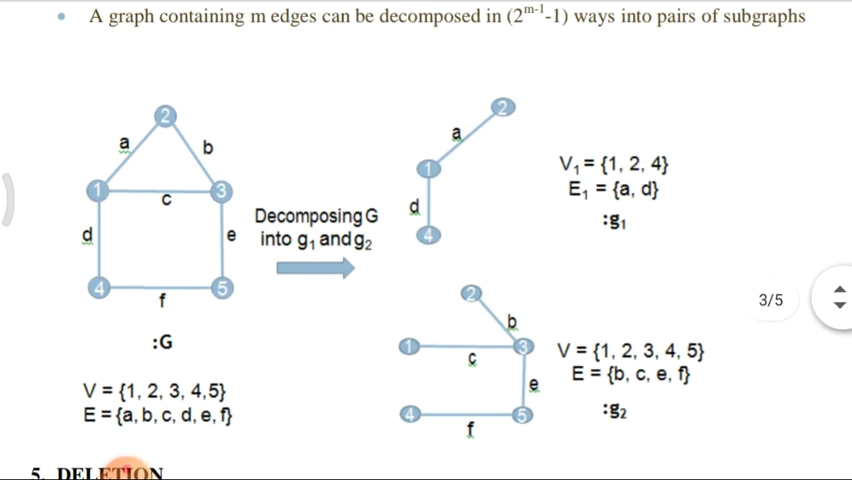 • A graph containing m edges can be decomposed in (2^{m-1}-1) ways into pairs of subgraphs
2
a
b
1
c
3
d
e
4
f
5
:G
V = {1, 2, 3, 4,5}
E = {a, b, c, d, e, f}
Decomposing G
into g₁ and g₂
2
a
1
d
4
V₁ = {1, 2, 4}
E₁ = {a, d}
:g₁
2
b
1
c
3
e
4
f
5
V = {1, 2, 3, 4, 5}
E = {b, c, e, f}
:g₂
3/5
5. DELETION